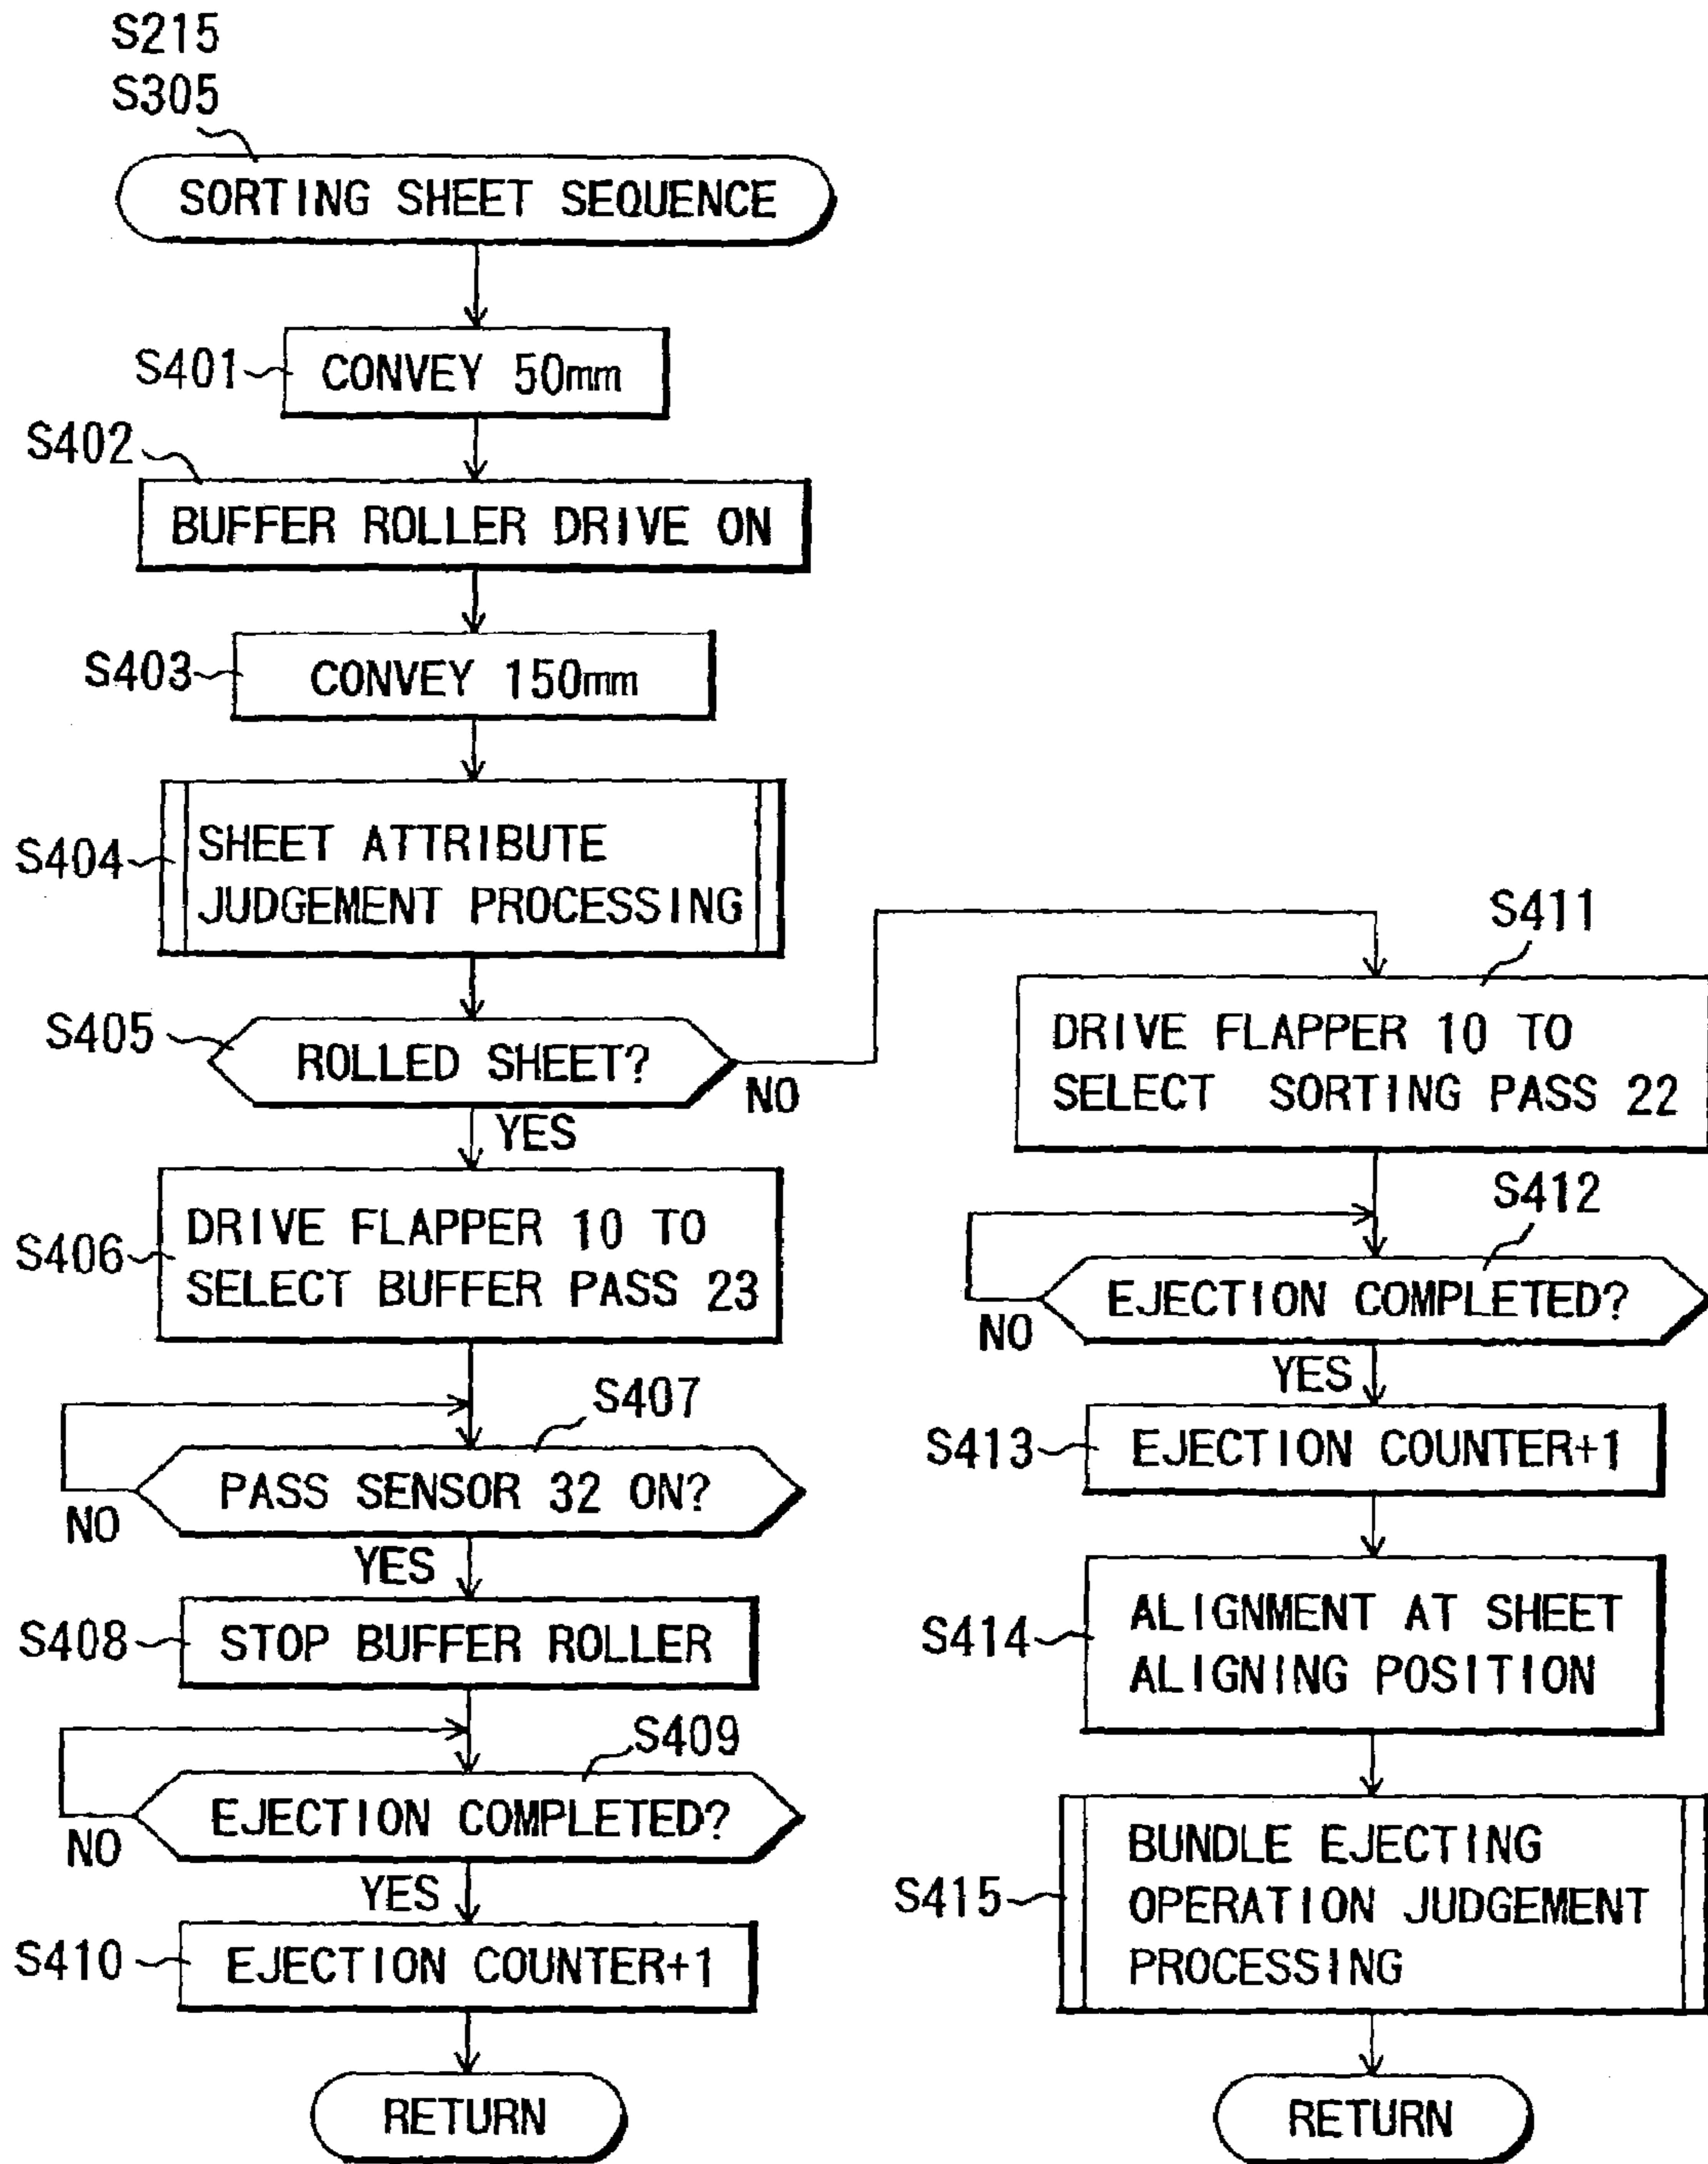 S215
S305
SORTING SHEET SEQUENCE
S401
CONVEY 50mm
S402
BUFFER ROLLER DRIVE ON
S403
CONVEY 150mm
S404
SHEET ATTRIBUTE
JUDGEMENT PROCESSING
S405
ROLLED SHEET?
NO
YES
S406
DRIVE FLAPPER 10 TO
SELECT BUFFER PASS 23
S407
PASS SENSOR 32 ON?
NO
YES
S408
STOP BUFFER ROLLER
S409
EJECTION COMPLETED?
NO
YES
S410
EJECTION COUNTER+1
RETURN
S411
DRIVE FLAPPER 10 TO
SELECT SORTING PASS 22
S412
EJECTION COMPLETED?
NO
YES
S413
EJECTION COUNTER+1
S414
ALIGNMENT AT SHEET
ALIGNING POSITION
S415
BUNDLE EJECTING
OPERATION JUDGEMENT
PROCESSING
RETURN